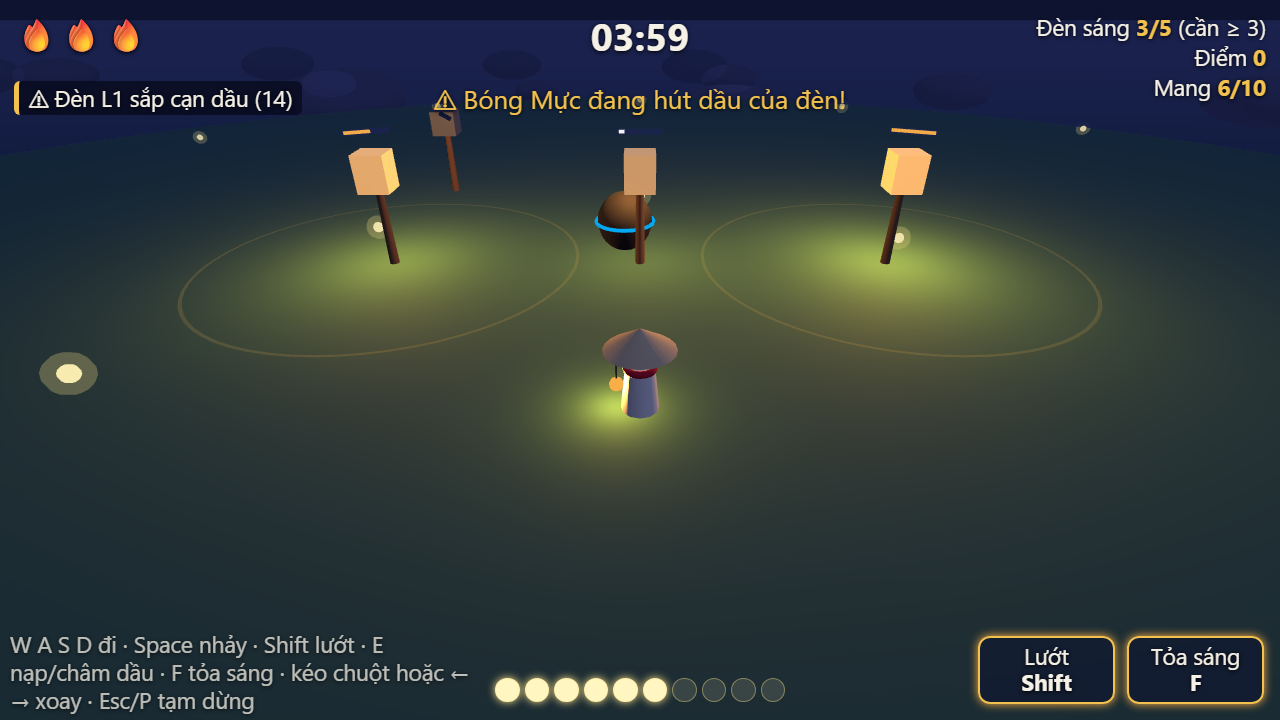 03:59
Đèn sáng 3/5 (cần ≥ 3)
Điểm 0
Mang 6/10
⚠ Đèn L1 sắp cạn dầu (14)
⚠ Bóng Mực đang hút dầu của đèn!
W A S D đi · Space nhảy · Shift lướt · E
nạp/châm dầu · F tỏa sáng · kéo chuột hoặc ←
→ xoay · Esc/P tạm dừng
Lướt
Shift
Tỏa sáng
F